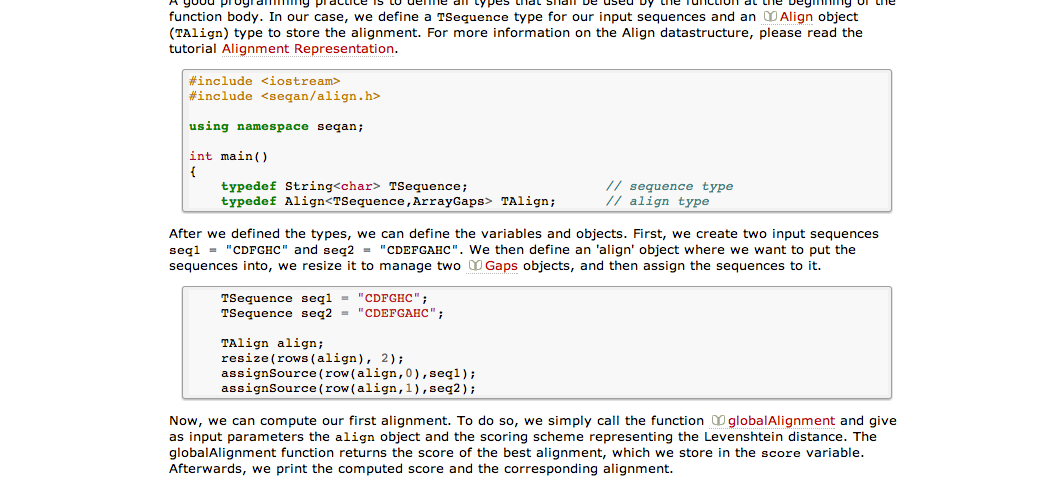 A good programming practice is to define all types that shall be used by the function at the beginning of the
function body. In our case, we define a TSequence type for our input sequences and an Align object
(TAlign) type to store the alignment. For more information on the Align datastructure, please read the
tutorial Alignment Representation.
#include <iostream>
#include <seqan/align.h>
using namespace seqan;
int main()
{
typedef String<char> TSequence; // sequence type
typedef Align<TSequence,ArrayGaps> TAlign; // align type
After we defined the types, we can define the variables and objects. First, we create two input sequences
seq1 = "CDFGHC" and seq2 = "CDEFGAHC". We then define an 'align' object where we want to put the
sequences into, we resize it to manage two Gaps objects, and then assign the sequences to it.
TSequence seq1 = "CDFGHC";
TSequence seq2 = "CDEFGAHC";
TAlign align;
resize(rows(align), 2);
assignSource(row(align,0),seq1);
assignSource(row(align,1),seq2);
Now, we can compute our first alignment. To do so, we simply call the function globalAlignment and give
as input parameters the align object and the scoring scheme representing the Levenshtein distance. The
globalAlignment function returns the score of the best alignment, which we store in the score variable.
Afterwards, we print the computed score and the corresponding alignment.